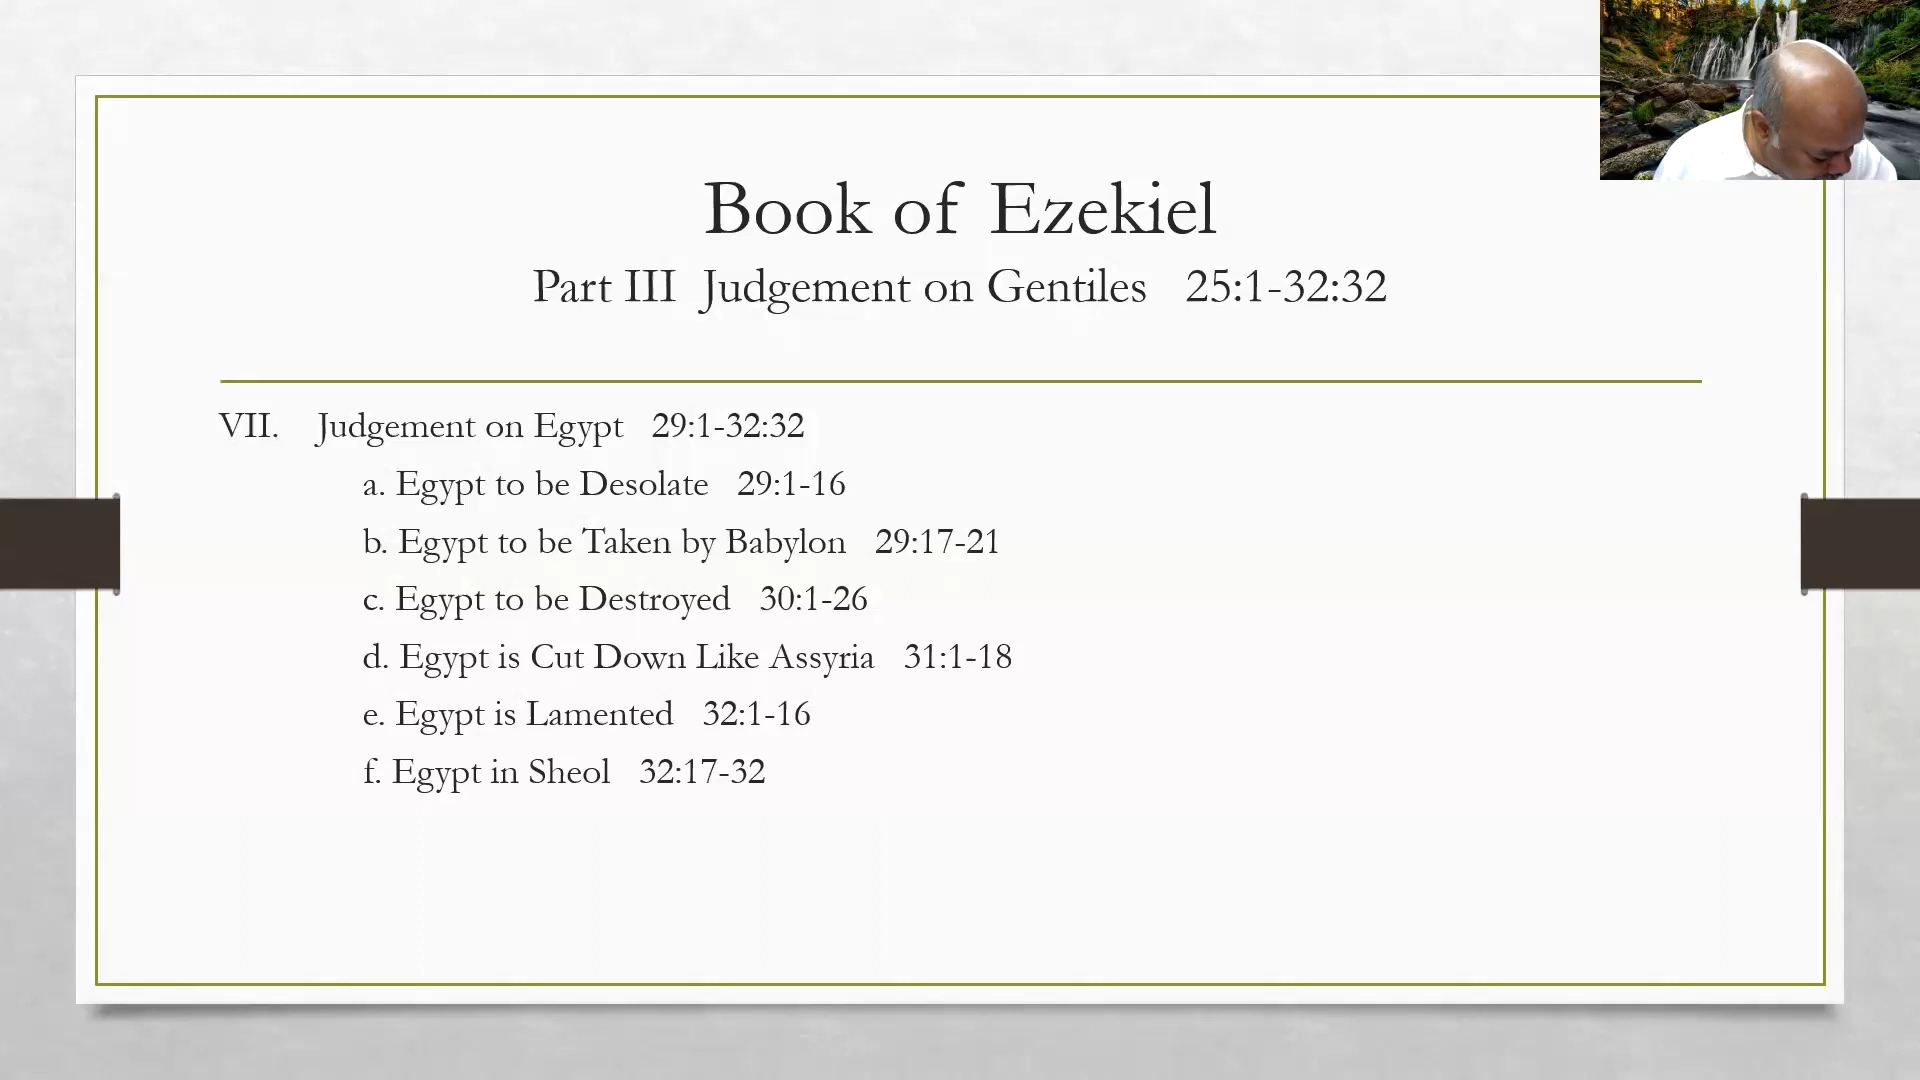 Book of Ezekiel
Part III Judgement on Gentiles 25:1-32:32
VII. Judgement on Egypt 29:1-32:32
a. Egypt to be Desolate 29:1-16
b. Egypt to be Taken by Babylon 29:17-21
c. Egypt to be Destroyed 30:1-26
d. Egypt is Cut Down Like Assyria 31:1-18
e. Egypt is Lamented 32:1-16
f. Egypt in Sheol 32:17-32